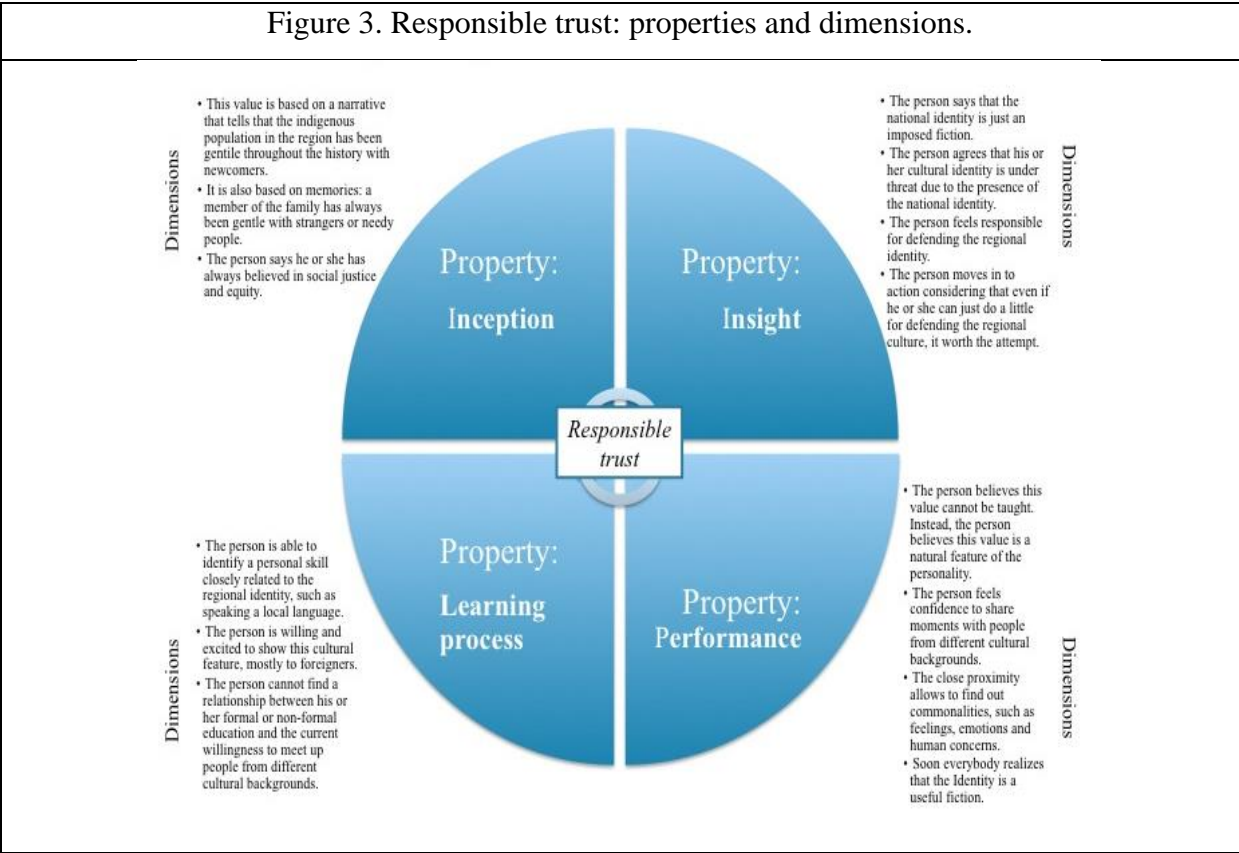 Figure 3. Responsible trust: properties and dimensions.
Dimensions
• This value is based on a narrative
that tells that the indigenous
population in the region has been
gentile throughout the history with
newcomers.
• It is also based on memories: a
member of the family has always
been gentle with strangers or needy
people.
• The person says he or she has
always believed in social justice
and equity.
Property:
Inception
Property:
Insight
• The person says that the
national identity is just an
imposed fiction.
• The person agrees that his or
her cultural identity is under
threat due to the presence of
the national identity.
• The person feels responsible
for defending the regional
identity.
• The person moves in to
action considering that even if
he or she can just do a little
for defending the regional
culture, it worth the attempt.
Dimensions
Responsible
trust
Dimensions
• The person is able to
identify a personal skill
closely related to the
regional identity, such as
speaking a local language.
• The person is willing and
excited to show this cultural
feature, mostly to foreigners.
• The person cannot find a
relationship between his or
her formal or non-formal
education and the current
willingness to meet up
people from different
cultural backgrounds.
Property:
Learning
process
Property:
Performance
• The person believes this
value cannot be taught.
Instead, the person
believes this value is a
natural feature of the
personality.
• The person feels
confidence to share
moments with people
from different cultural
backgrounds.
• The close proximity
allows to find out
commonalities, such as
feelings, emotions and
human concerns.
• Soon everybody realizes
that the Identity is a
useful fiction.
Dimensions